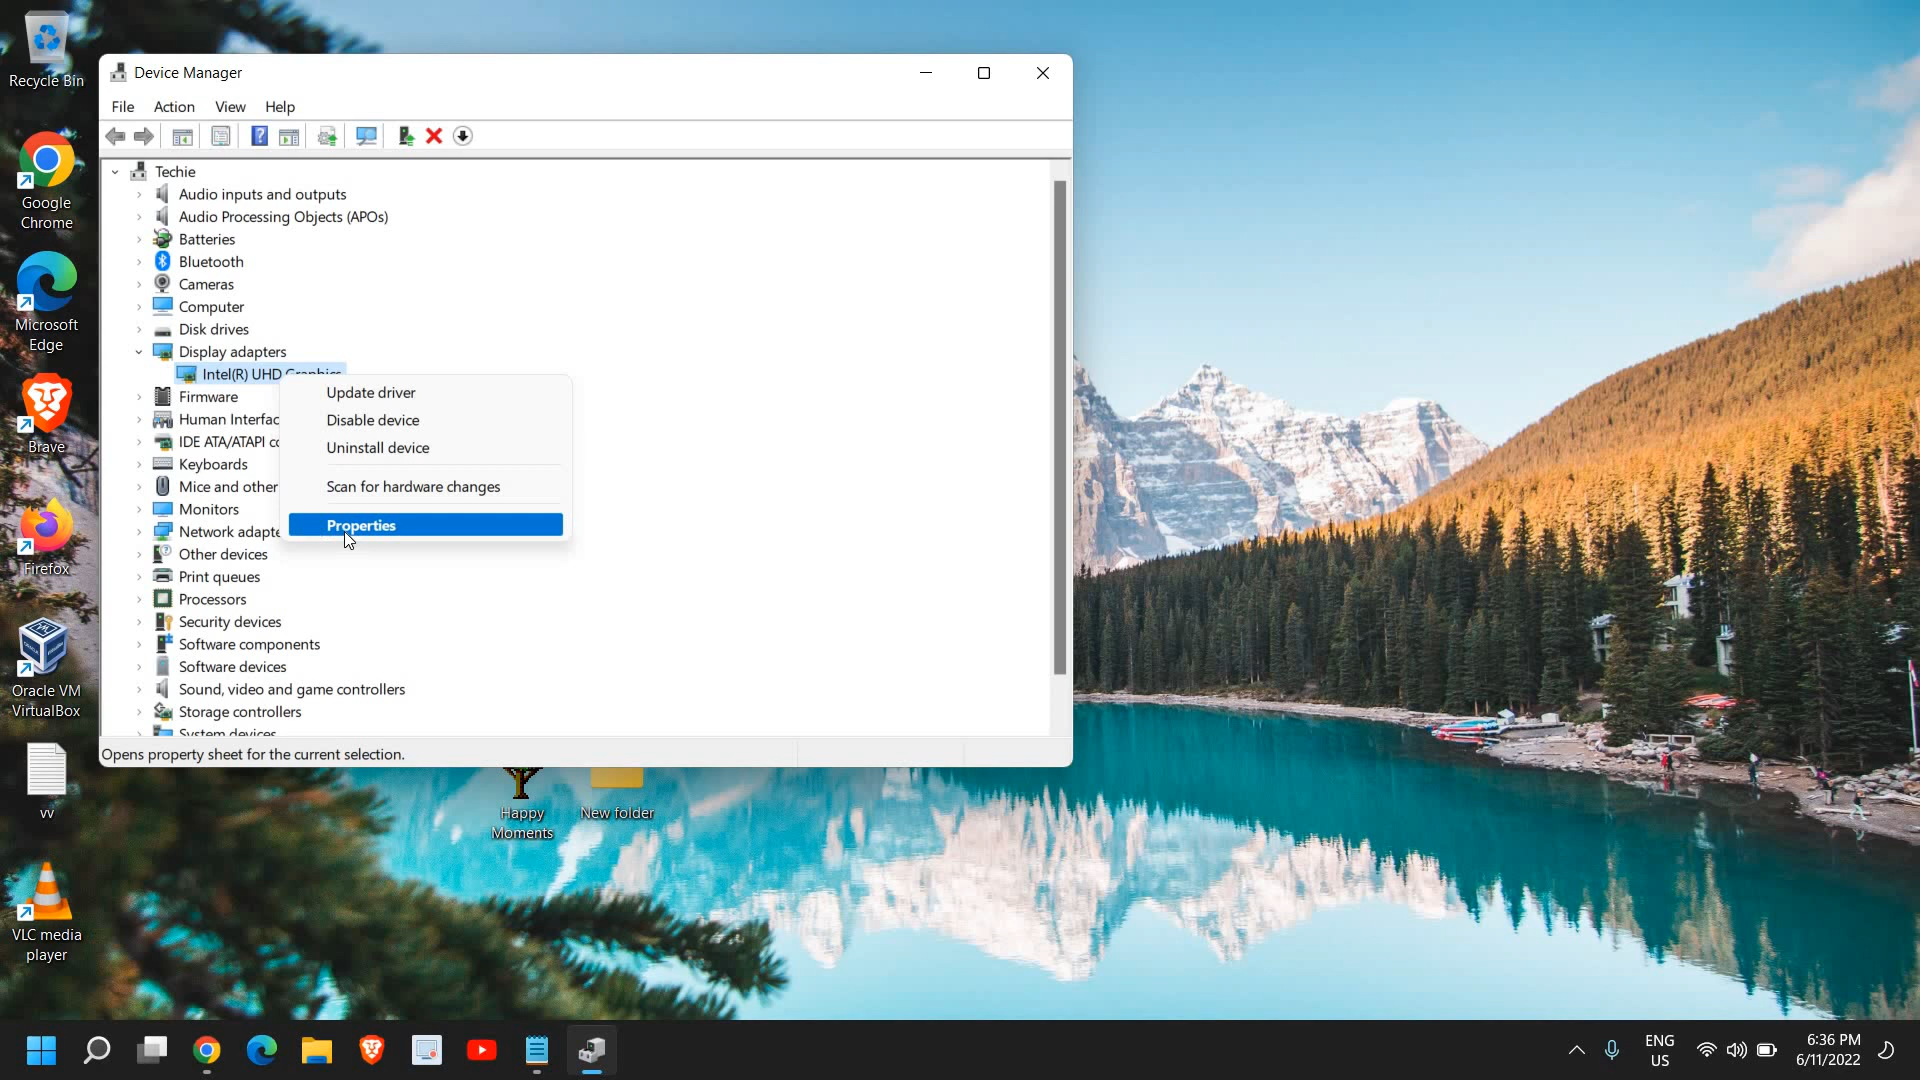 Recycle Bin
Google
Chrome
Microsoft
Edge
Brave
Firefox
Oracle VM
VirtualBox
vv
VLC media
player
Device Manager
File Action View Help
Techie
Audio inputs and outputs
Audio Processing Objects (APOs)
Batteries
Bluetooth
Cameras
Computer
Disk drives
Display adapters
Intel(R) UHD Graphics
Firmware
Human Interfac
IDE ATA/ATAPI co
Keyboards
Mice and other
Monitors
Network adapte
Other devices
Print queues
Processors
Security devices
Software components
Software devices
Sound, video and game controllers
Storage controllers
System devices
Update driver
Disable device
Uninstall device
Scan for hardware changes
Properties
Opens property sheet for the current selection.
Happy
Moments
New folder
ENG
US
6:36 PM
6/11/2022